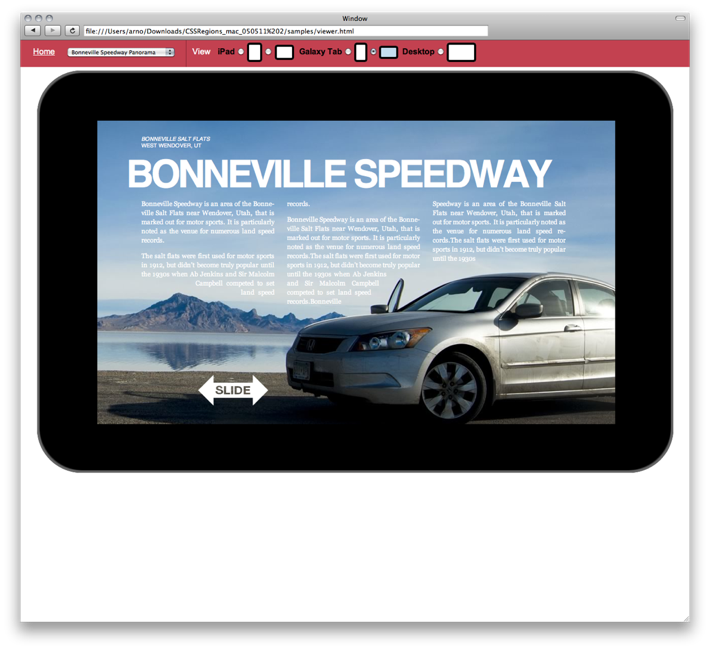 Window
file:///Users/arno/Downloads/CSSRegions_mac_050511%202/samples/viewer.html
Home
Bonneville Speedway Panorama
View
iPad
Galaxy Tab
Desktop
BONNEVILLE SALT FLATS
WEST WENDOVER, UT
BONNEVILLE SPEEDWAY
Bonneville Speedway is an area of the Bonne-
ville Salt Flats near Wendover, Utah, that is
marked out for motor sports. It is particularly
noted as the venue for numerous land speed
records.
The salt flats were first used for motor sports
in 1912, but didn't become truly popular until
the 1930s when Ab Jenkins and Sir Malcolm
Campbell competed to set
land speed
records.
Bonneville Speedway is an area of the Bonne-
ville Salt Flats near Wendover, Utah, that is
marked out for motor sports. It is particularly
noted as the venue for numerous land speed
records.The salt flats were first used for motor
sports in 1912, but didn't become truly popular
until the 1930s when Ab Jenkins
and Sir Malcolm Campbell
competed to set land speed
records.Bonneville
Speedway is an area of the Bonneville Salt
Flats near Wendover, Utah, that is marked
out for motor sports. It is particularly noted as
the venue for numerous land speed re-
cords.The salt flats were first used for motor
sports in 1912, but didn't become truly popular
until the 1930s
SLIDE